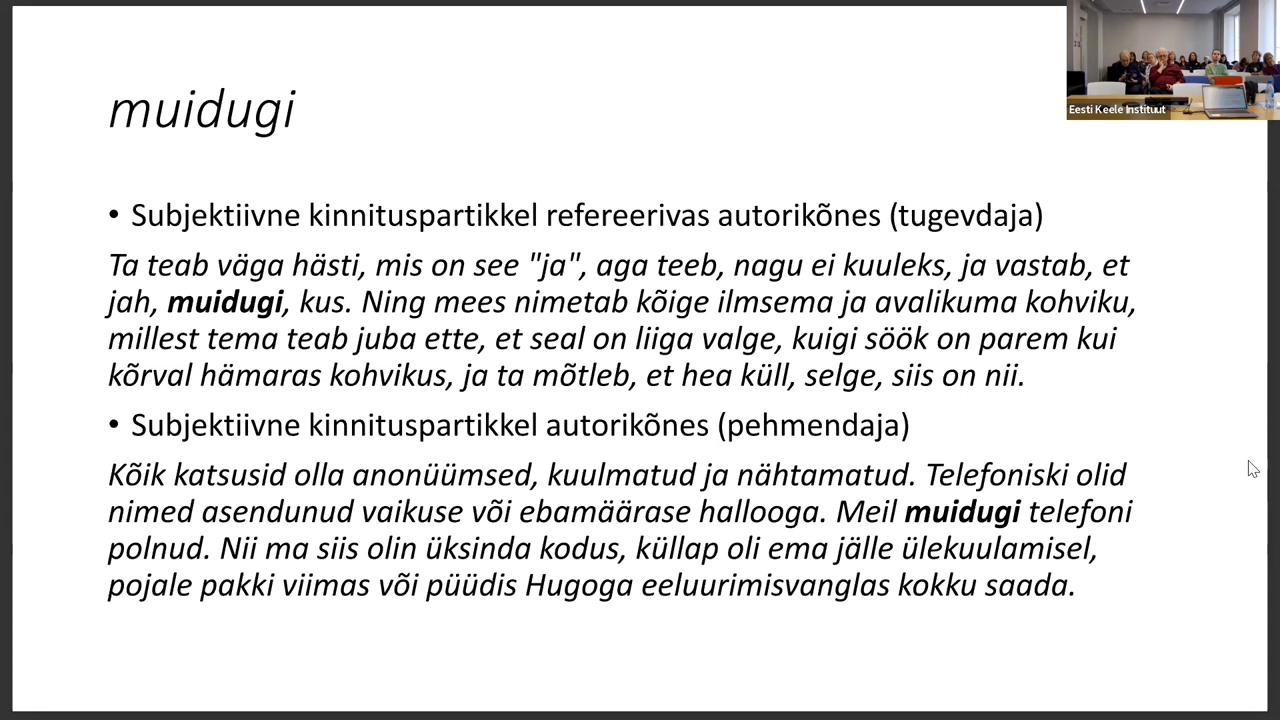 muidugi
Eesti Keele Instituut
• Subjektiivne kinnituspartikkel refereerivas autorikõnes (tugevdaja)
Ta teab väga hästi, mis on see "ja", aga teeb, nagu ei kuuleks, ja vastab, et
jah, muidugi, kus. Ning mees nimetab kõige ilmsema ja avalikuma kohviku,
millest tema teab juba ette, et seal on liiga valge, kuigi söök on parem kui
kõrval hämaras kohvikus, ja ta mõtleb, et hea küll, selge, siis on nii.
• Subjektiivne kinnituspartikkel autorikõnes (pehmendaja)
Kõik katsusid olla anonüümsed, kuulmatud ja nähtamatud. Telefoniski olid
nimed asendunud vaikuse või ebamäärase hallooga. Meil muidugi telefoni
polnud. Nii ma siis olin üksinda kodus, küllap oli ema jälle ülekuulamisel,
pojale pakki viimas või püüdis Hugoga eeluurimisvanglas kokku saada.